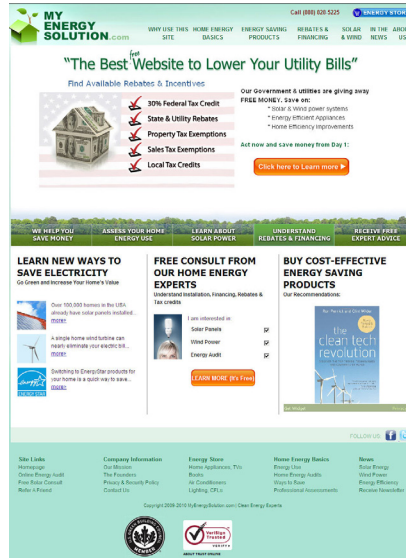 MY
ENERGY
SOLUTION.com
Call (888) 828-5225
ENERGY STORE
WHY USE THIS SITE
HOME ENERGY BASICS
ENERGY SAVING PRODUCTS
REBATES & FINANCING
SOLAR & WIND
IN THE NEWS
"The Best free Website to Lower Your Utility Bills"
Find Available Rebates & Incentives
30% Federal Tax Credit
State & Utility Rebates
Property Tax Exemptions
Sales Tax Exemptions
Local Tax Credits
Our Government & utilities are giving away
FREE MONEY. Save on:
* Solar & Wind power systems
* Energy Efficient Appliances
* Home Efficiency Improvements
Act now and save money from Day 1:
Click here to Learn more
WE HELP YOU SAVE MONEY
ASSESS YOUR HOME ENERGY USE
LEARN ABOUT SOLAR POWER
UNDERSTAND REBATES & FINANCING
RECEIVE FREE EXPERT ADVICE
LEARN NEW WAYS TO
SAVE ELECTRICITY
Go Green and Increase Your Home's Value
Over 100,000 homes in the USA
already have solar panels installed...
more»
A single home wind turbine can
nearly eliminate your electric bill...
more»
Switching to EnergyStar products for
your home is a quick way to save...
more»
ENERGY STAR
FREE CONSULT FROM
OUR HOME ENERGY
EXPERTS
Understand Installation, Financing, Rebates &
Tax credits
I am interested in:
Solar Panels
Wind Power
Energy Audit
LEARN MORE (It's Free)
BUY COST-EFFECTIVE
ENERGY SAVING
PRODUCTS
Our Recommendations:
the
clean tech
revolution
FOLLOW US:
Site Links
Homepage
Online Energy Audit
Free Solar Consult
Refer A Friend
Company Information
Our Mission
The Founders
Privacy & Security Policy
Contact Us
Energy Store
Home Appliances, TVs
Books
Air Conditioners
Lighting, CFLs
Home Energy Basics
Energy Use
Home Energy Audits
Ways to Save
Professional Assessments
News
Solar Energy
Wind Power
Energy Efficiency
Receive Newsletter
Copyright 2009-2010 MyEnergySolution.com | Clean Energy Experts
MEMBER
VeriSign
Trusted
VERIFY
ABOUT TRUST ONLINE